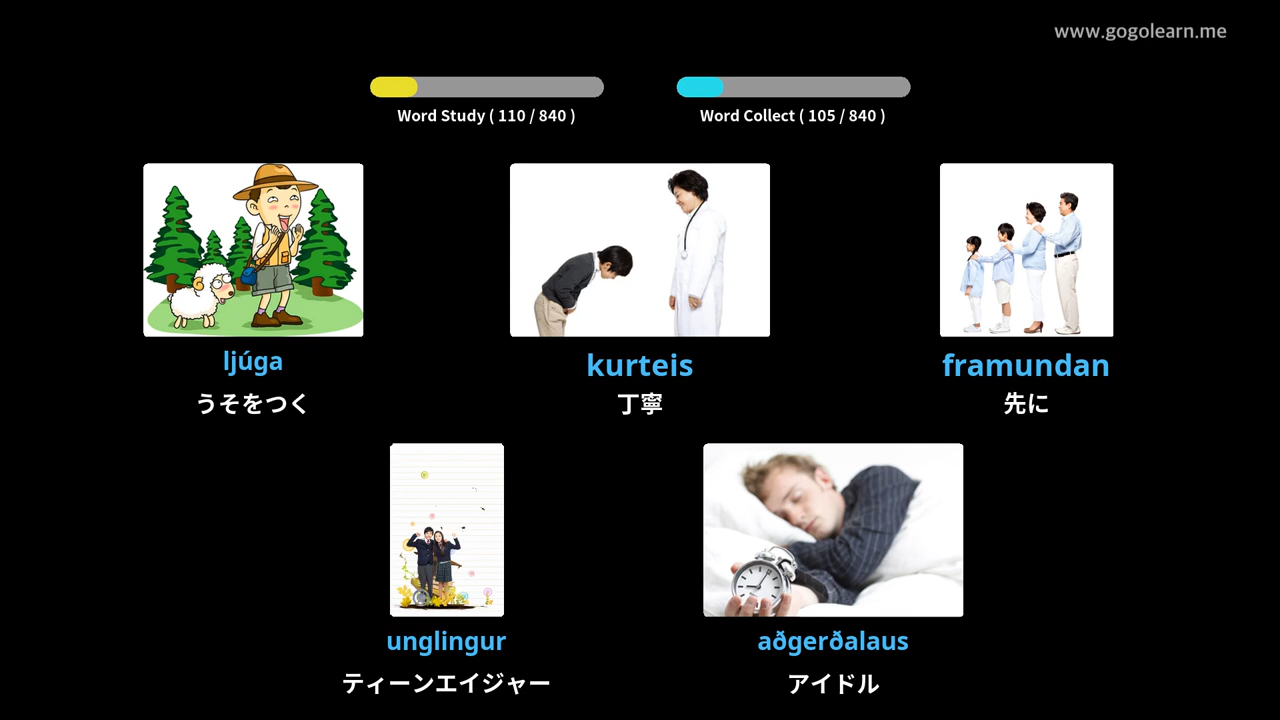 www.gogolearn.me
Word Study ( 110 / 840 )
Word Collect ( 105 / 840 )
ljúga
うそをつく
kurteis
丁寧
framundan
先に
unglingur
ティーンエイジャー
aðgerðalaus
アイドル